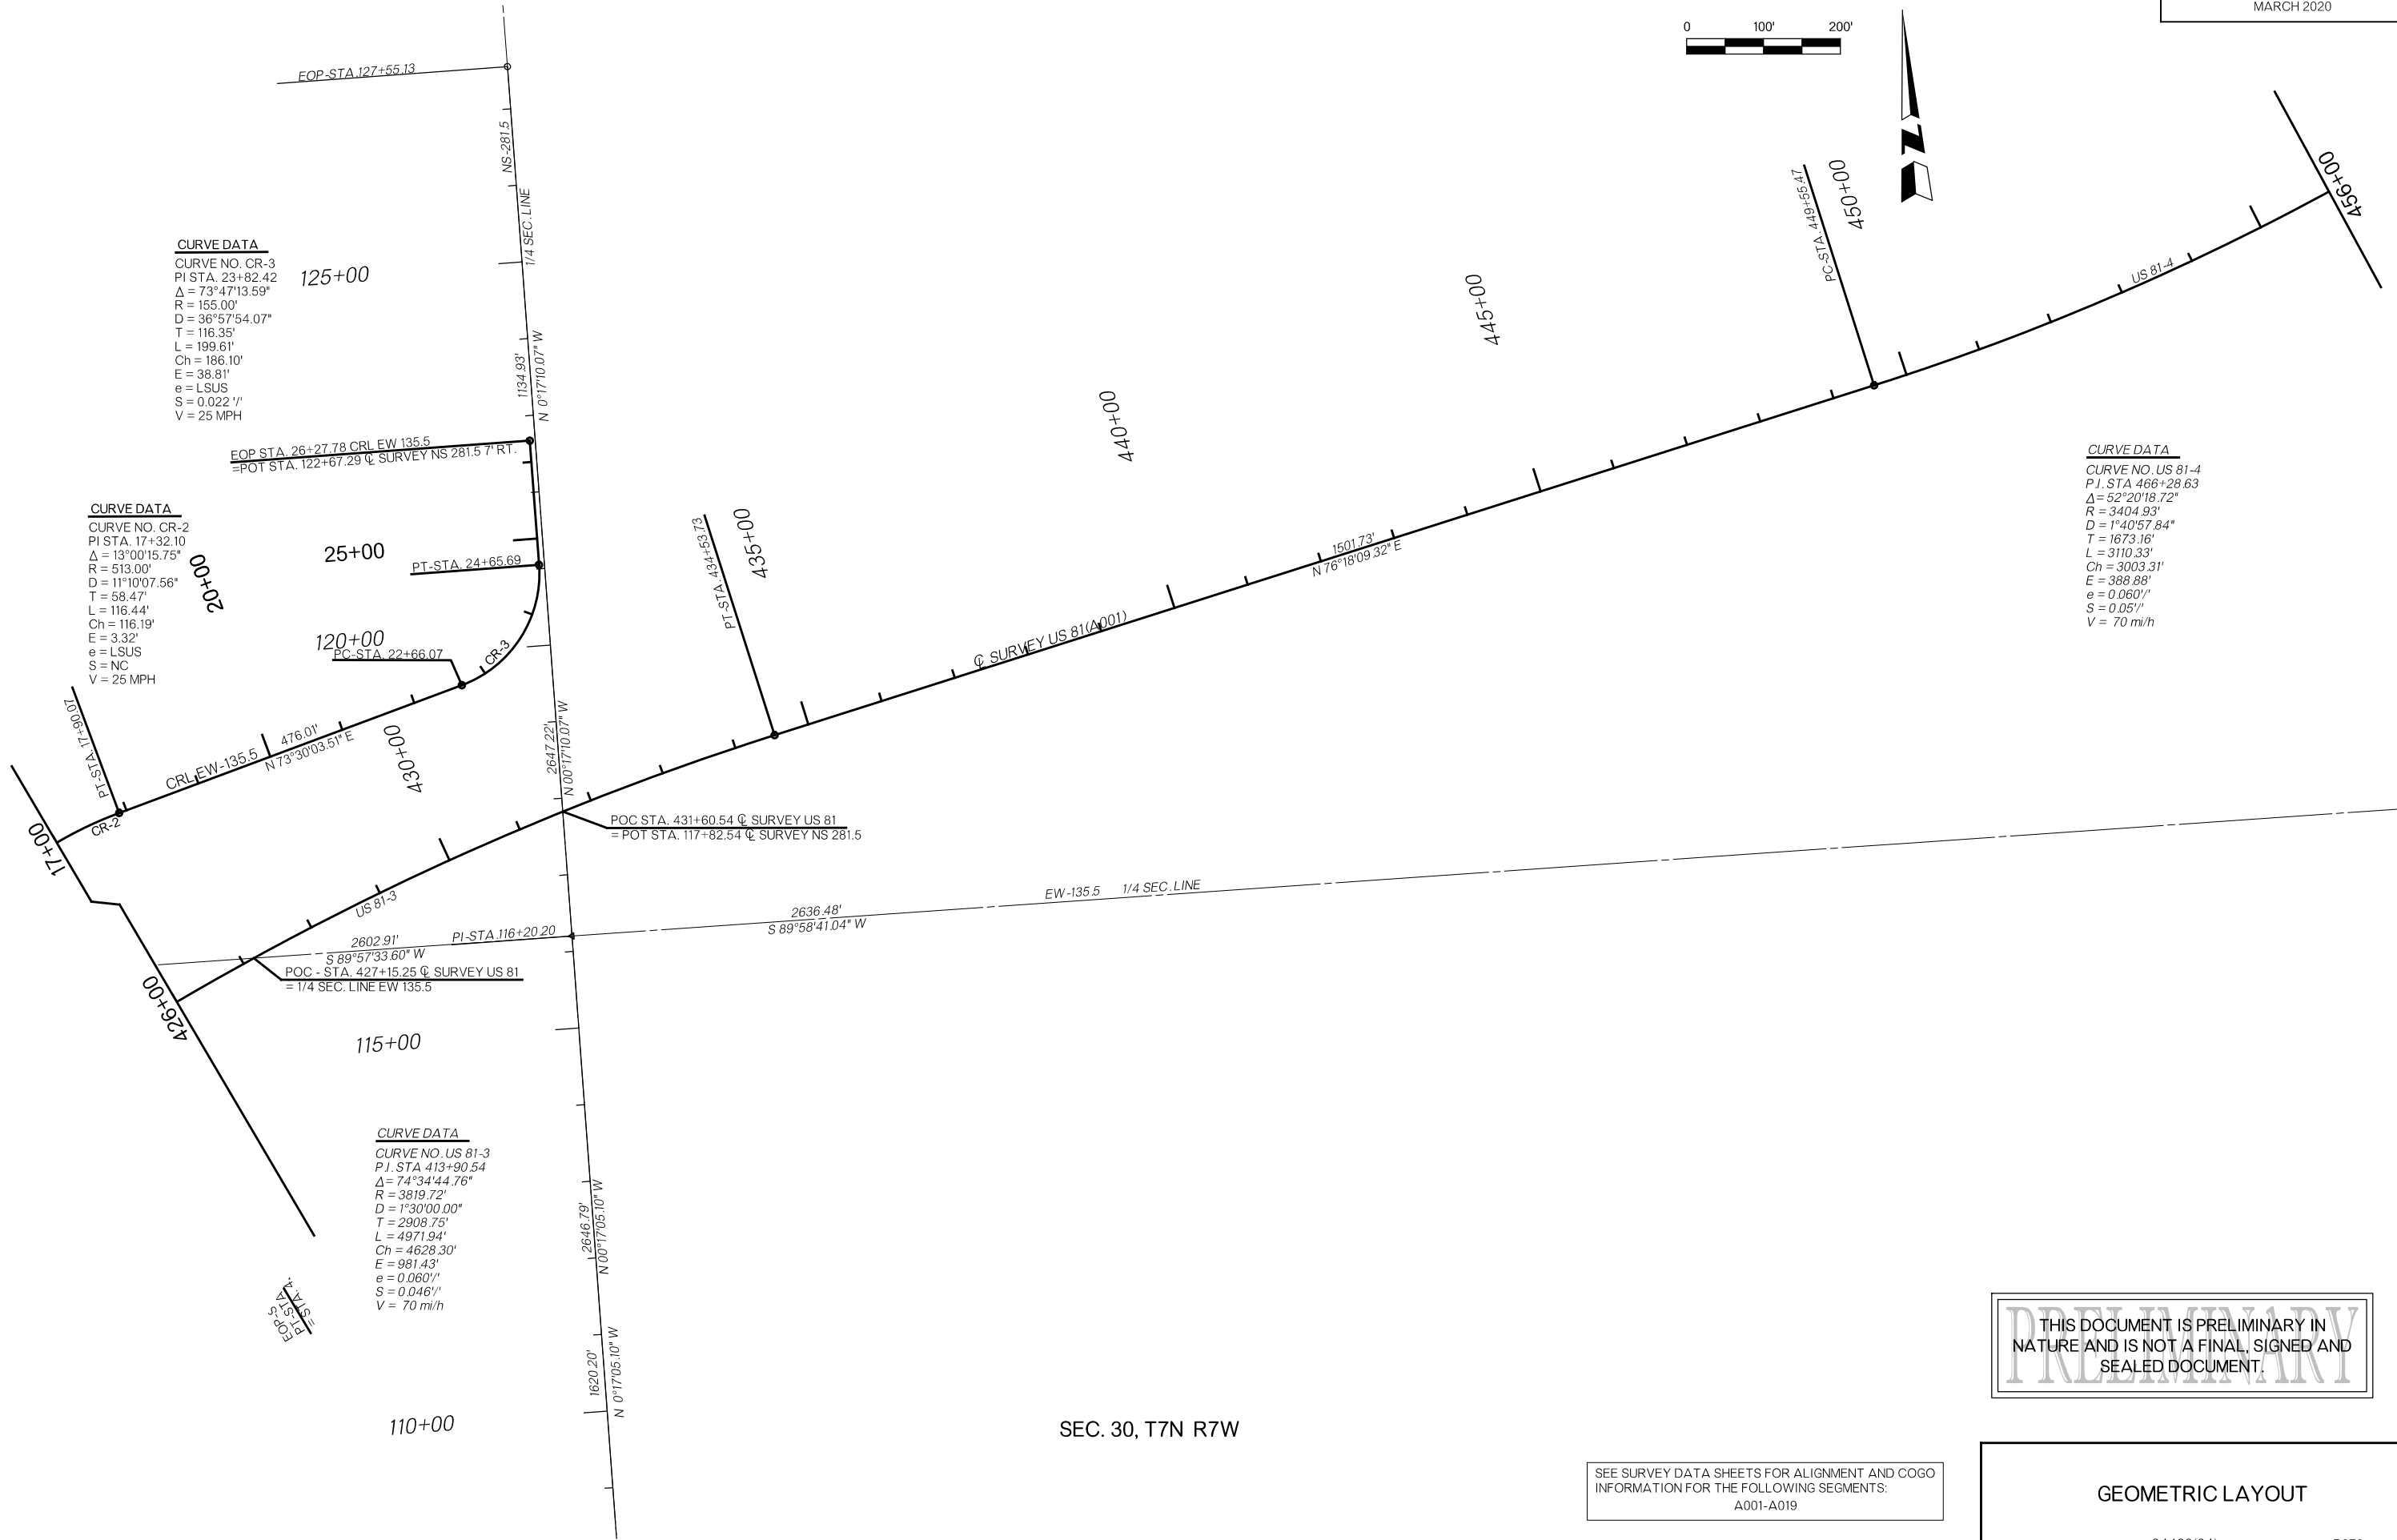 MARCH 2020
0 100' 200'
EOP-STA.127+55.13
NS-281.5
1/4 SEC. LINE
CURVE DATA
CURVE NO. CR-3
PI STA. 23+82.42
Δ = 73°47'13.59"
R = 155.00'
D = 36°57'54.07"
T = 116.35'
L = 199.61'
Ch = 186.10'
E = 38.81'
e = LSUS
S = 0.022 '/'
V = 25 MPH
125+00
1134.93'
N 0°17'10.07" W
EOP STA. 26+27.78 CRL EW 135.5
=POT STA. 122+67.29 ℄ SURVEY NS 281.5 7' RT.
CURVE DATA
CURVE NO. CR-2
PI STA. 17+32.10
Δ = 13°00'15.75"
R = 513.00'
D = 11°10'07.56"
T = 58.47'
L = 116.44'
Ch = 116.19'
E = 3.32'
e = LSUS
S = NC
V = 25 MPH
20+00
25+00
PT-STA. 24+65.69
120+00
PC-STA. 22+66.07
CR-3
PT-STA. 17+90.07
CRL EW-135.5
476.01'
N 73°30'03.51" E
CR-2
17+00
430+00
2647.22'
N 00°17'10.07" W
PT-STA. 434+53.73
435+00
440+00
445+00
PC-STA. 449+55.47
450+00
456+00
US 81-4
1501.73'
N 76°18'09.32" E
℄ SURVEY US 81(A001)
CURVE DATA
CURVE NO. US 81-4
P.I. STA 466+28.63
Δ= 52°20'18.72"
R = 3404.93'
D = 1°40'57.84"
T = 1673.16'
L = 3110.33'
Ch = 3003.31'
E = 388.88'
e = 0.060'/'
S = 0.05'/'
V = 70 mi/h
POC STA. 431+60.54 ℄ SURVEY US 81
= POT STA. 117+82.54 ℄ SURVEY NS 281.5
US 81-3
2602.91'
S 89°57'33.60" W
PI-STA.116+20.20
2636.48'
S 89°58'41.04" W
EW-135.5 1/4 SEC. LINE
POC - STA. 427+15.25 ℄ SURVEY US 81
= 1/4 SEC. LINE EW 135.5
426+00
115+00
CURVE DATA
CURVE NO. US 81-3
P.I. STA 413+90.54
Δ= 74°34'44.76"
R = 3819.72'
D = 1°30'00.00"
T = 2908.75'
L = 4971.94'
Ch = 4628.30'
E = 981.43'
e = 0.060'/'
S = 0.046'/'
V = 70 mi/h
2646.79'
N 00°17'05.10" W
EOP-S
PT-STA
= STA.
1620.20'
N 0°17'05.10" W
110+00
SEC. 30, T7N R7W
PRELIMINARY
THIS DOCUMENT IS PRELIMINARY IN
NATURE AND IS NOT A FINAL, SIGNED AND
SEALED DOCUMENT.
SEE SURVEY DATA SHEETS FOR ALIGNMENT AND COGO
INFORMATION FOR THE FOLLOWING SEGMENTS:
A001-A019
GEOMETRIC LAYOUT